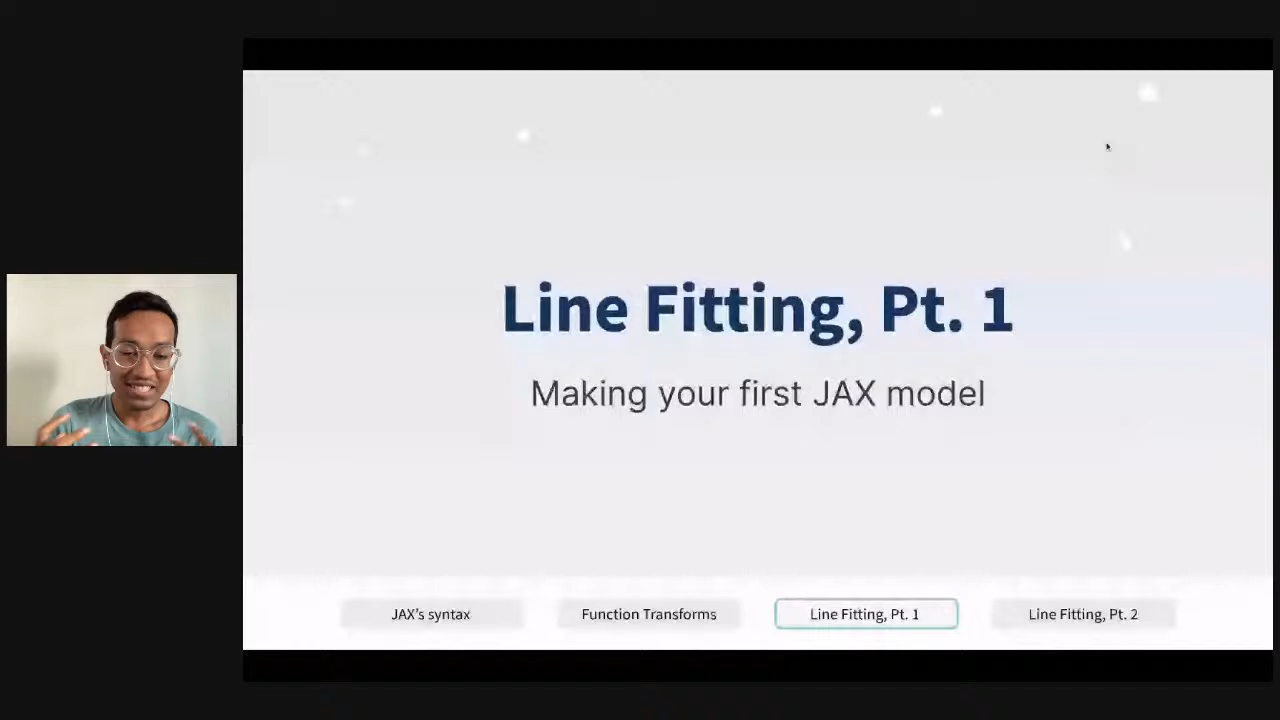 Line Fitting, Pt. 1
Making your first JAX model
JAX's syntax
Function Transforms
Line Fitting, Pt. 1
Line Fitting, Pt. 2